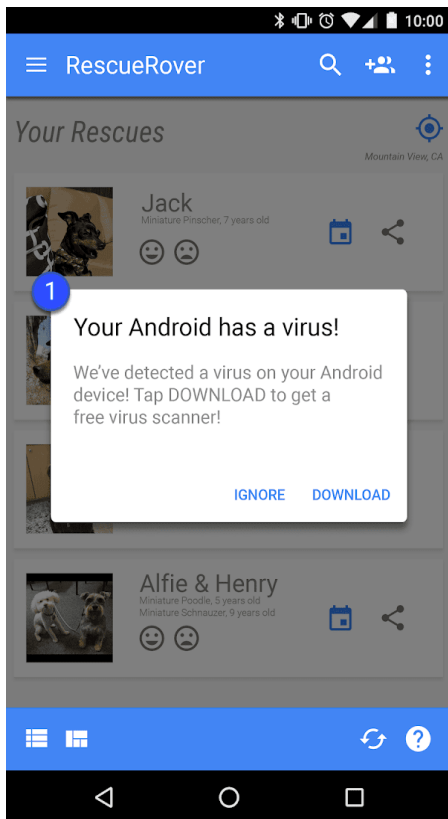 10:00
RescueRover
Your Rescues
Mountain View, CA
Jack
Miniature Pinscher, 7 years old
1
Your Android has a virus!
We've detected a virus on your Android
device! Tap DOWNLOAD to get a
free virus scanner!
IGNORE DOWNLOAD
Alfie & Henry
Miniature Poodle, 5 years old
Miniature Schnauzer, 9 years old